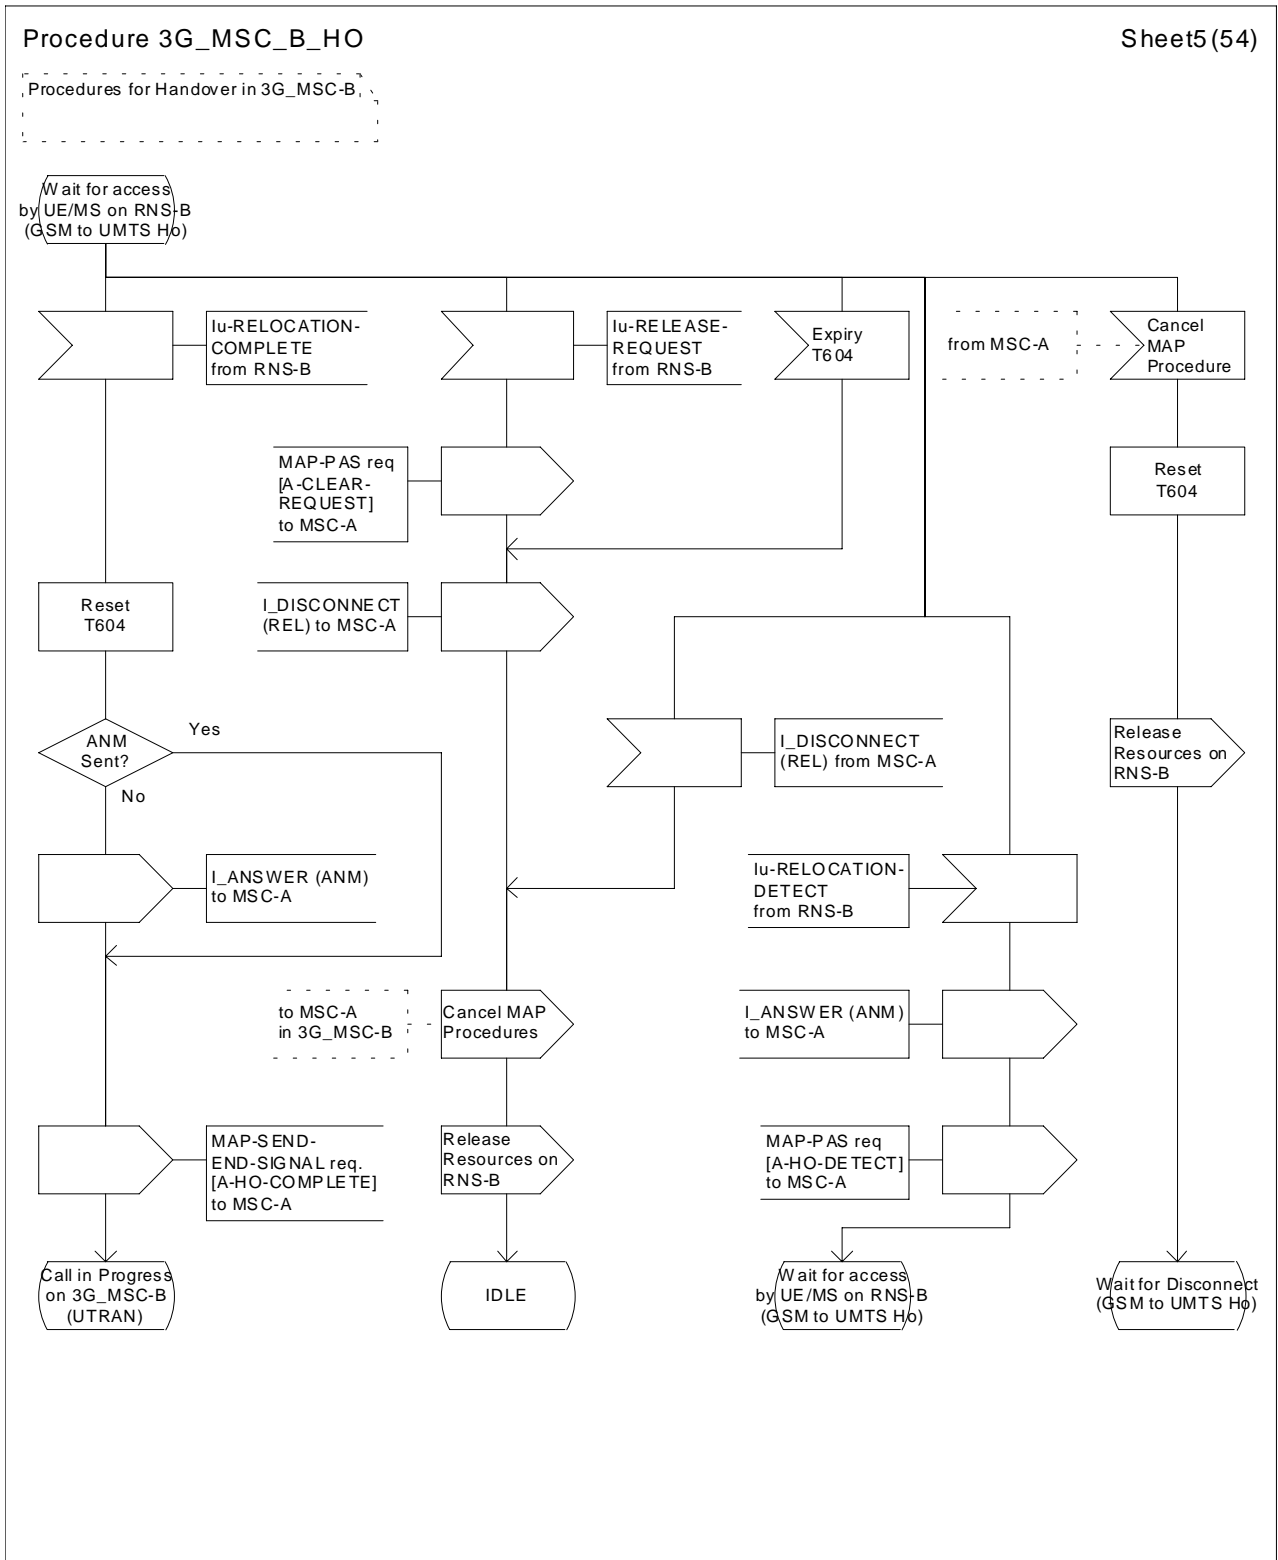 Procedure 3G_MSC_B_HO
Sheet5(54)
Procedures for Handover in 3G_MSC-B
Wait for access
by UE/MS on RNS-B
(GSM to UMTS Ho)
Iu-RELOCATION-
COMPLETE
from RNS-B
Iu-RELEASE-
REQUEST
from RNS-B
Expiry
T604
from MSC-A
Cancel
MAP
Procedure
MAP-PAS req
[A-CLEAR-
REQUEST]
to MSC-A
Reset
T604
Reset
T604
I_DISCONNECT
(REL) to MSC-A
ANM
Sent?
Yes
No
I_DISCONNECT
(REL) from MSC-A
Release
Resources on
RNS-B
I_ANSWER (ANM)
to MSC-A
Iu-RELOCATION-
DETECT
from RNS-B
to MSC-A
in 3G_MSC-B
Cancel MAP
Procedures
I_ANSWER (ANM)
to MSC-A
MAP-SEND-
END-SIGNAL req.
[A-HO-COMPLETE]
to MSC-A
Release
Resources on
RNS-B
MAP-PAS req
[A-HO-DETECT]
to MSC-A
Call in Progress
on 3G_MSC-B
(UTRAN)
IDLE
Wait for access
by UE/MS on RNS-B
(GSM to UMTS Ho)
Wait for Disconnect
(GSM to UMTS Ho)